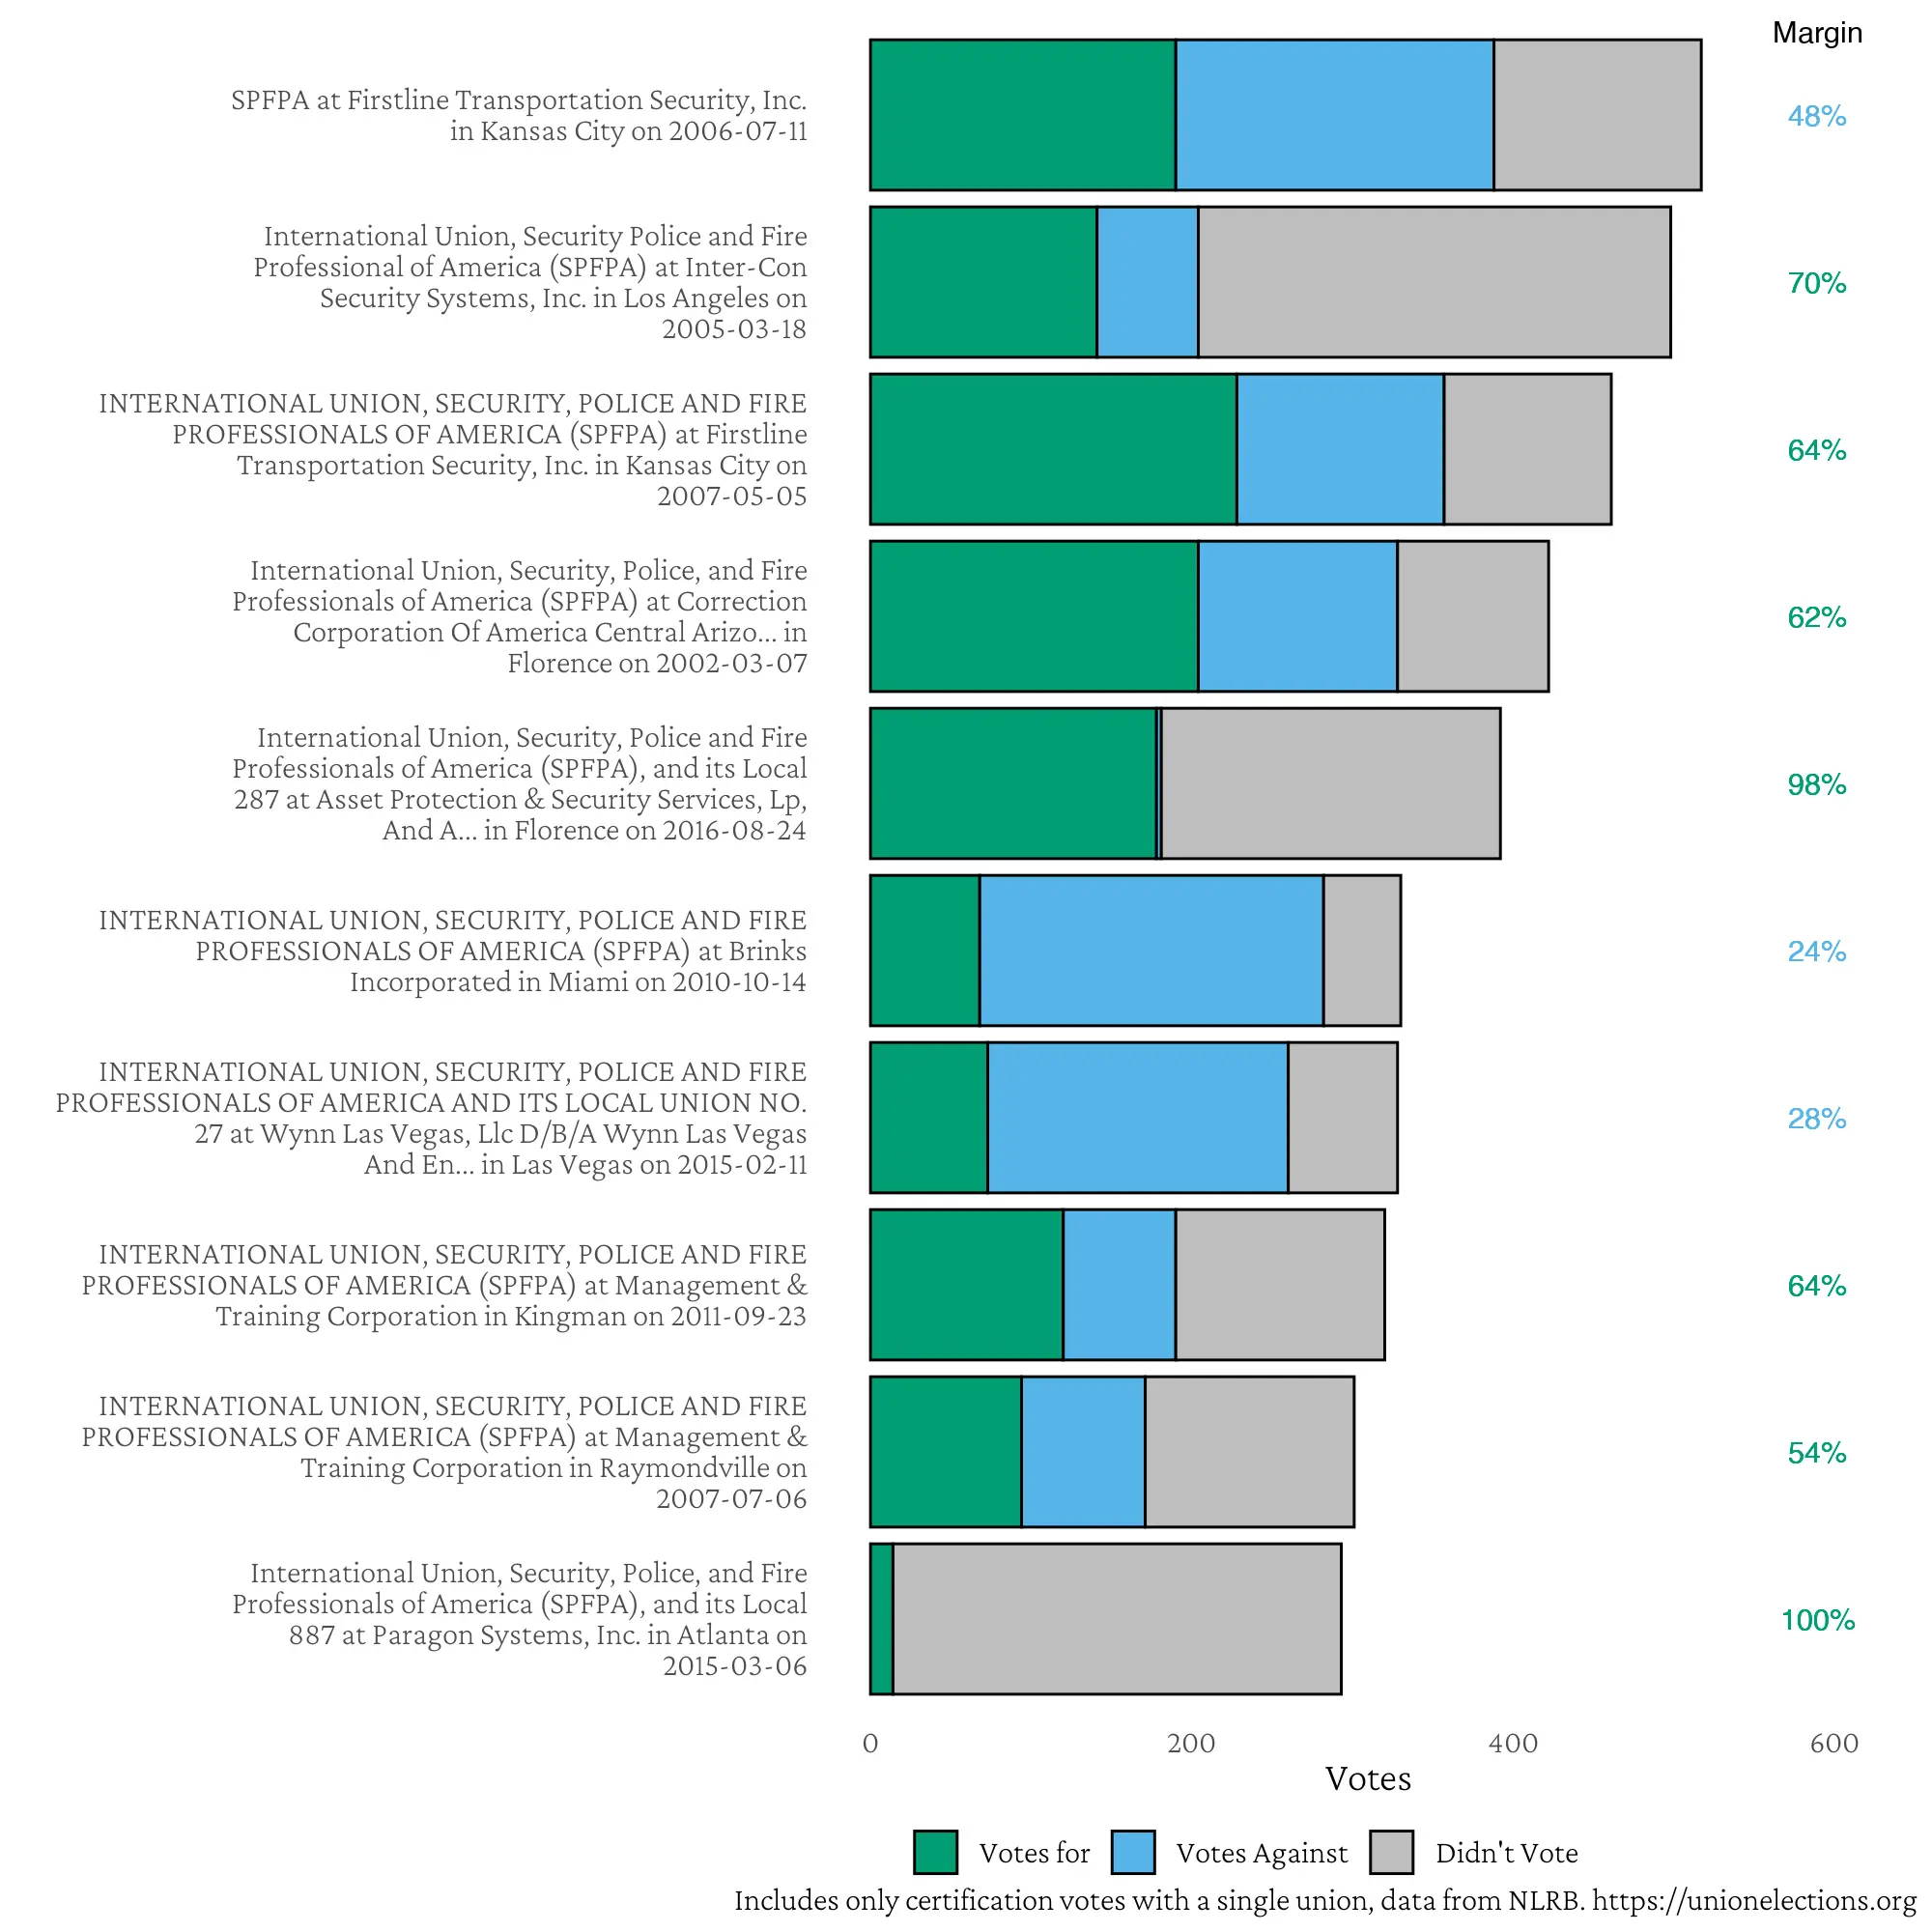 Margin
SPFPA at Firstline Transportation Security, Inc.
in Kansas City on 2006-07-11
48%
International Union, Security Police and Fire
Professional of America (SPFPA) at Inter-Con
Security Systems, Inc. in Los Angeles on
2005-03-18
70%
INTERNATIONAL UNION, SECURITY, POLICE AND FIRE
PROFESSIONALS OF AMERICA (SPFPA) at Firstline
Transportation Security, Inc. in Kansas City on
2007-05-05
64%
International Union, Security, Police, and Fire
Professionals of America (SPFPA) at Correction
Corporation Of America Central Arizo... in
Florence on 2002-03-07
62%
International Union, Security, Police and Fire
Professionals of America (SPFPA), and its Local
287 at Asset Protection & Security Services, Lp,
And A... in Florence on 2016-08-24
98%
INTERNATIONAL UNION, SECURITY, POLICE AND FIRE
PROFESSIONALS OF AMERICA (SPFPA) at Brinks
Incorporated in Miami on 2010-10-14
24%
INTERNATIONAL UNION, SECURITY, POLICE AND FIRE
PROFESSIONALS OF AMERICA AND ITS LOCAL UNION NO.
27 at Wynn Las Vegas, Llc D/B/A Wynn Las Vegas
And En... in Las Vegas on 2015-02-11
28%
INTERNATIONAL UNION, SECURITY, POLICE AND FIRE
PROFESSIONALS OF AMERICA (SPFPA) at Management &
Training Corporation in Kingman on 2011-09-23
64%
INTERNATIONAL UNION, SECURITY, POLICE AND FIRE
PROFESSIONALS OF AMERICA (SPFPA) at Management &
Training Corporation in Raymondville on
2007-07-06
54%
International Union, Security, Police, and Fire
Professionals of America (SPFPA), and its Local
887 at Paragon Systems, Inc. in Atlanta on
2015-03-06
100%
0 200 400 600
Votes
Votes for Votes Against Didn't Vote
Includes only certification votes with a single union, data from NLRB. https://unionelections.org